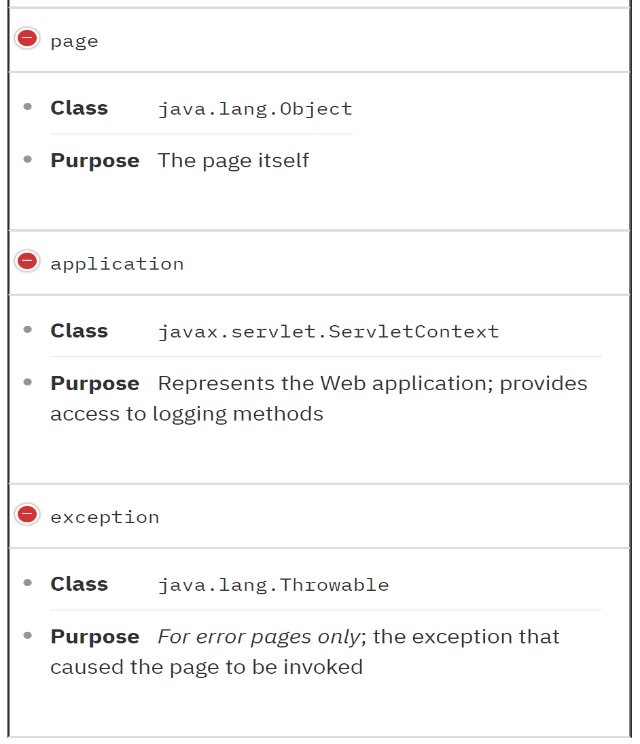 page
Class java.lang.Object
Purpose The page itself
application
Class javax.servlet.ServletContext
Purpose Represents the Web application; provides
access to logging methods
exception
Class java.lang.Throwable
Purpose For error pages only; the exception that
caused the page to be invoked